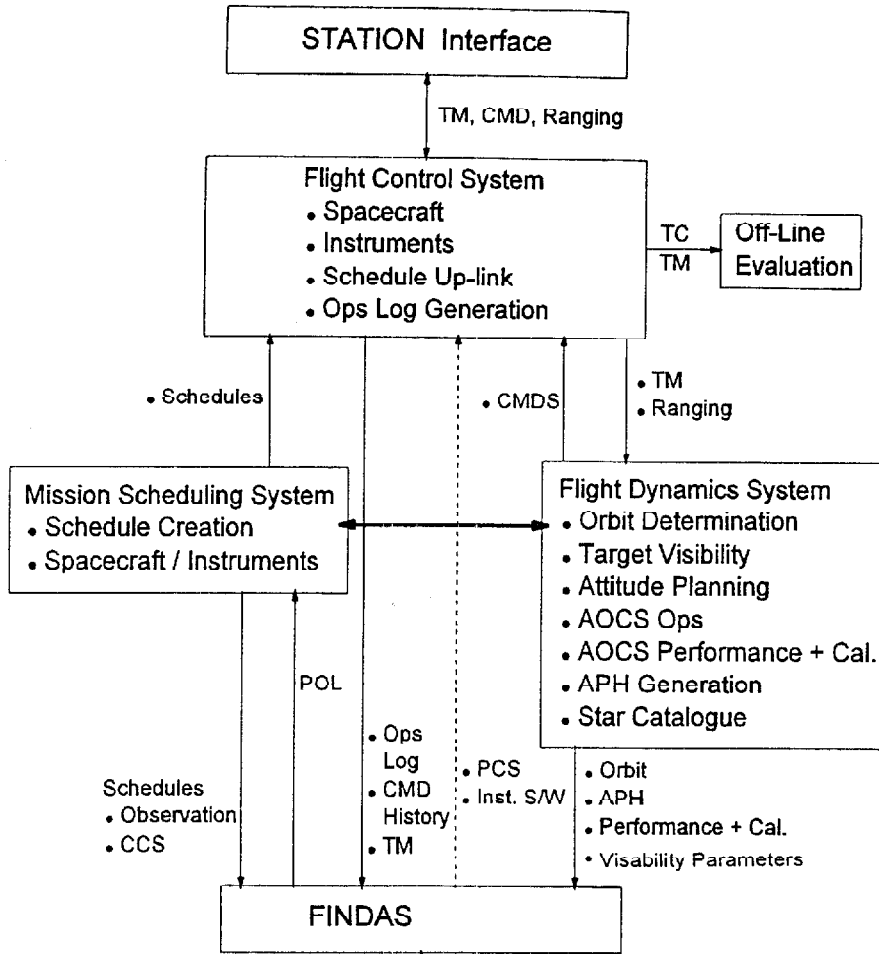 STATION Interface
TM, CMD, Ranging
Flight Control System
• Spacecraft
• Instruments
• Schedule Up-link
• Ops Log Generation
TC
TM
Off-Line
Evaluation
• Schedules
• CMDS
• TM
• Ranging
Mission Scheduling System
• Schedule Creation
• Spacecraft / Instruments
Flight Dynamics System
• Orbit Determination
• Target Visibility
• Attitude Planning
• AOCS Ops
• AOCS Performance + Cal.
• APH Generation
• Star Catalogue
POL
Schedules
• Observation
• CCS
• Ops
Log
• CMD
History
• TM
• PCS
• Inst. S/W
• Orbit
• APH
• Performance + Cal.
• Visability Parameters
FINDAS